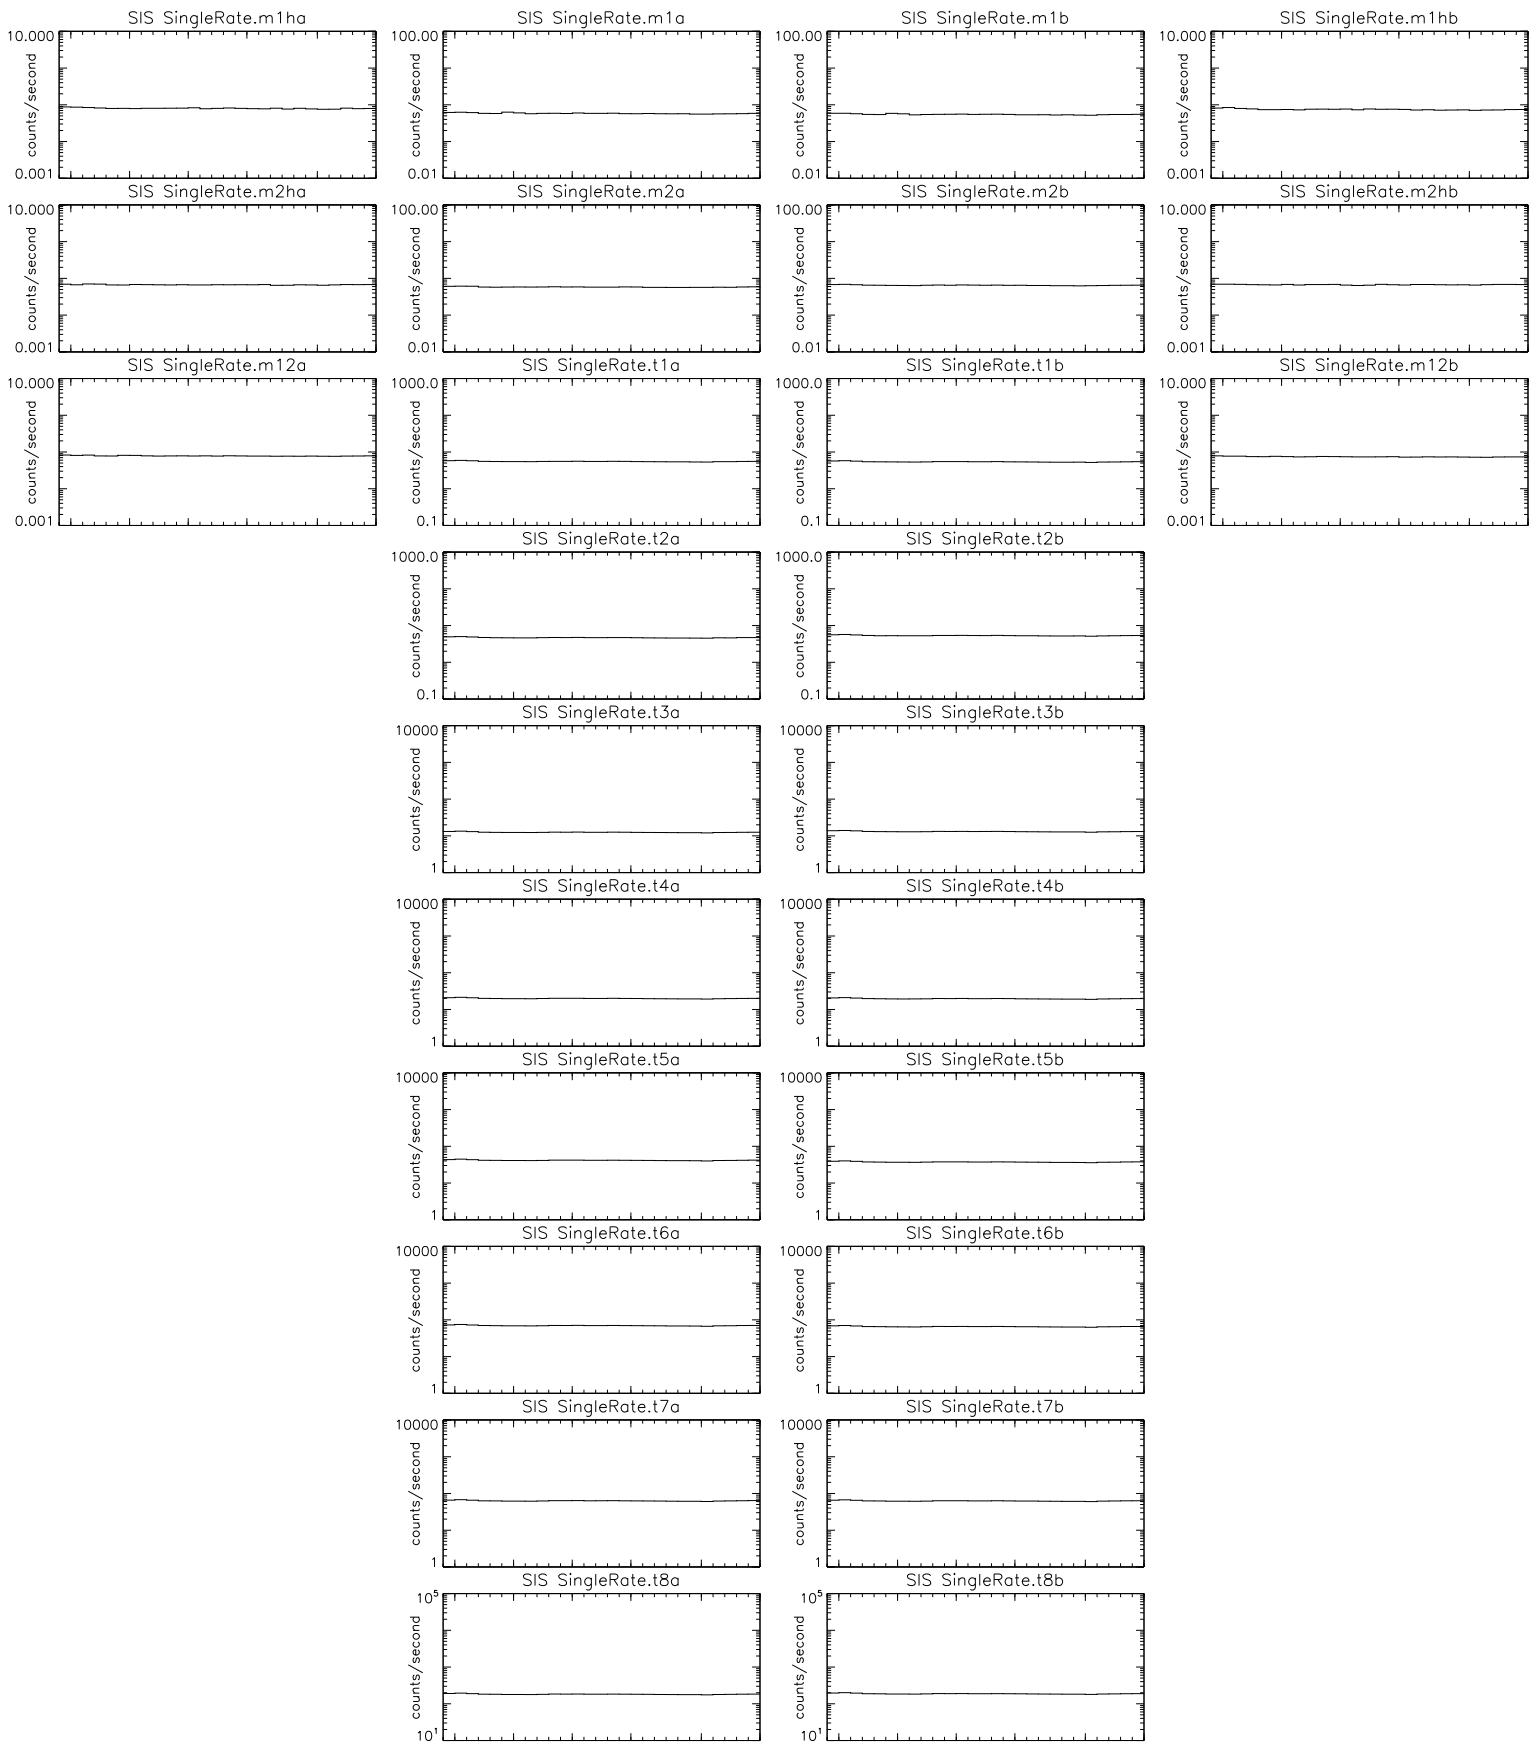 SIS SingleRate.m1ha SIS SingleRate.m1a SIS SingleRate.m1b SIS SingleRate.m1hb
10.000 100.00 100.00 10.000
counts/second counts/second counts/second counts/second
0.001 0.01 0.01 0.001
SIS SingleRate.m2ha SIS SingleRate.m2a SIS SingleRate.m2b SIS SingleRate.m2hb
10.000 100.00 100.00 10.000
counts/second counts/second counts/second counts/second
0.001 0.01 0.01 0.001
SIS SingleRate.m12a SIS SingleRate.t1a SIS SingleRate.t1b SIS SingleRate.m12b
10.000 1000.0 1000.0 10.000
counts/second counts/second counts/second counts/second
0.001 0.1 0.1 0.001
SIS SingleRate.t2a SIS SingleRate.t2b
1000.0 1000.0
counts/second counts/second
0.1 0.1
SIS SingleRate.t3a SIS SingleRate.t3b
10000 10000
counts/second counts/second
1 1
SIS SingleRate.t4a SIS SingleRate.t4b
10000 10000
counts/second counts/second
1 1
SIS SingleRate.t5a SIS SingleRate.t5b
10000 10000
counts/second counts/second
1 1
SIS SingleRate.t6a SIS SingleRate.t6b
10000 10000
counts/second counts/second
1 1
SIS SingleRate.t7a SIS SingleRate.t7b
10000 10000
counts/second counts/second
1 1
SIS SingleRate.t8a SIS SingleRate.t8b
10⁵ 10⁵
counts/second counts/second
10¹ 10¹